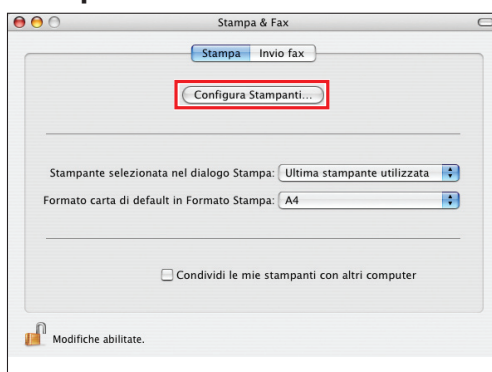 Stampa & Fax
Stampa Invio fax
Configura Stampanti...
Stampante selezionata nel dialogo Stampa: Ultima stampante utilizzata
Formato carta di default in Formato Stampa: A4
Condividi le mie stampanti con altri computer
Modifiche abilitate.